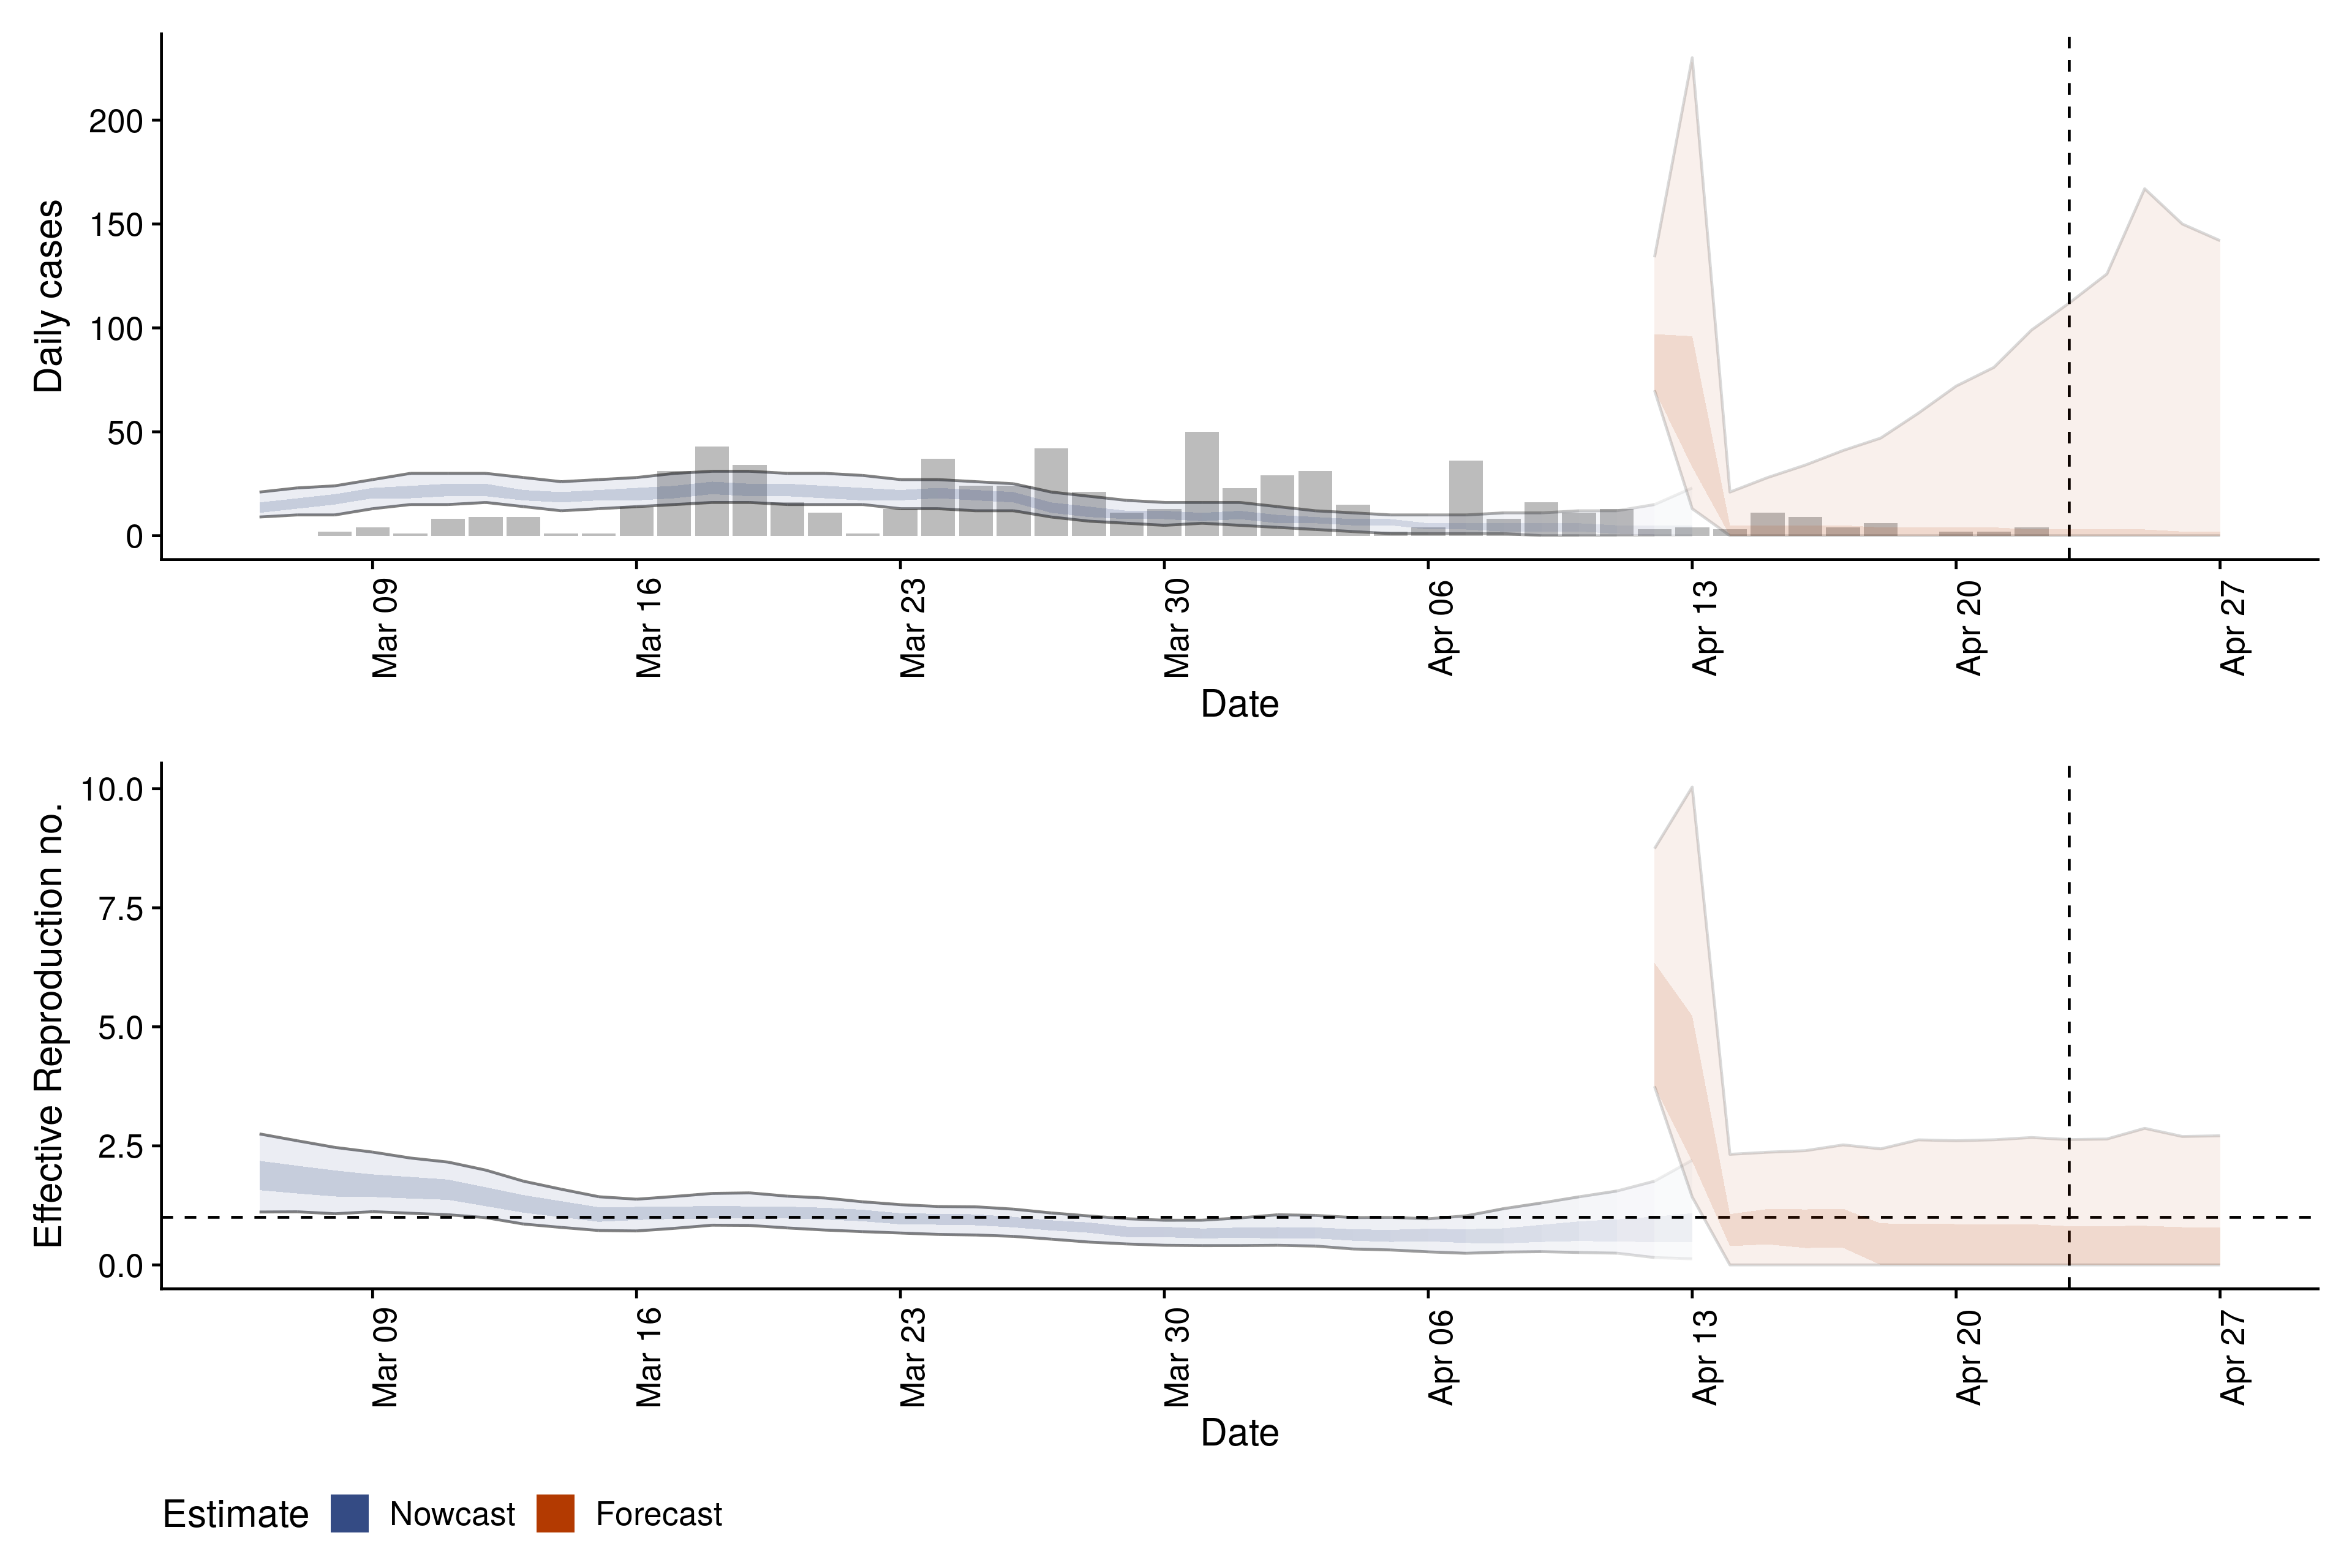 200
150
100
50
0
Daily cases
Mar 09
Mar 16
Mar 23
Mar 30
Apr 06
Apr 13
Apr 20
Apr 27
Date
10.0
7.5
5.0
2.5
0.0
Effective Reproduction no.
Mar 09
Mar 16
Mar 23
Mar 30
Apr 06
Apr 13
Apr 20
Apr 27
Date
Estimate Nowcast Forecast